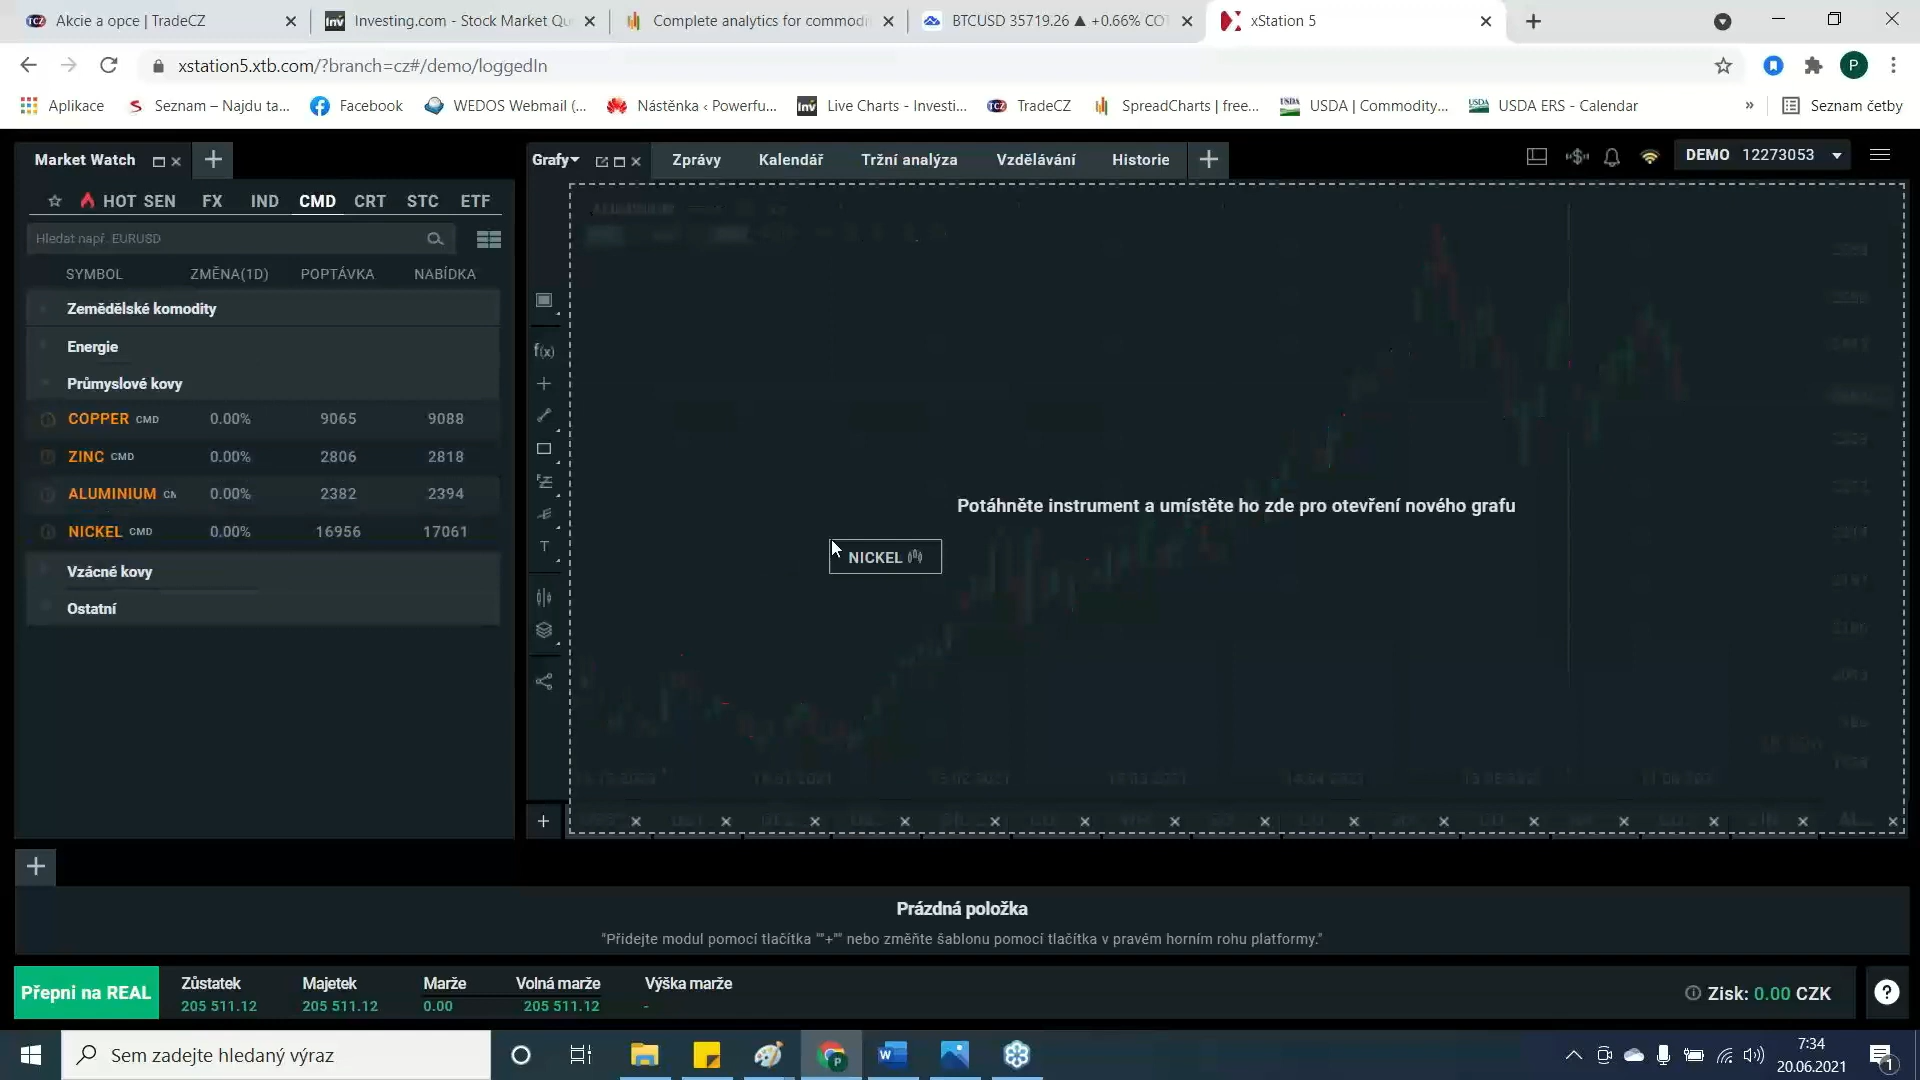 Akcie a opce | TradeCZ
Investing.com - Stock Market Qu
Complete analytics for commodi
BTCUSD 35719.26 ▲ +0.66% CO
xStation 5
xstation5.xtb.com/?branch=cz#/demo/loggedIn
P
Aplikace
Seznam – Najdu ta...
Facebook
WEDOS Webmail (...
Nástěnka ‹ Powerfu...
Live Charts - Investi...
TradeCZ
SpreadCharts | free...
USDA | Commodity...
USDA ERS - Calendar
»
Seznam četby
Market Watch
Grafy
Zprávy
Kalendář
Tržní analýza
Vzdělávání
Historie
DEMO 12273053
HOT SEN FX IND CMD CRT STC ETF
Hledat např. EURUSD
SYMBOL ZMĚNA(1D) POPTÁVKA NABÍDKA
Zemědělské komodity
Energie
Průmyslové kovy
COPPER CMD 0.00% 9065 9088
ZINC CMD 0.00% 2806 2818
ALUMINIUM CM 0.00% 2382 2394
NICKEL CMD 0.00% 16956 17061
Vzácné kovy
Ostatní
f(x)
T
Potáhněte instrument a umístěte ho zde pro otevření nového grafu
NICKEL
Prázdná položka
"Přidejte modul pomocí tlačítka ""+"" nebo změňte šablonu pomocí tlačítka v pravém horním rohu platformy."
Přepni na REAL
Zůstatek Majetek Marže Volná marže Výška marže
205 511.12 205 511.12 0.00 205 511.12 -
Zisk: 0.00 CZK
?
Sem zadejte hledaný výraz
7:34
20.06.2021
1